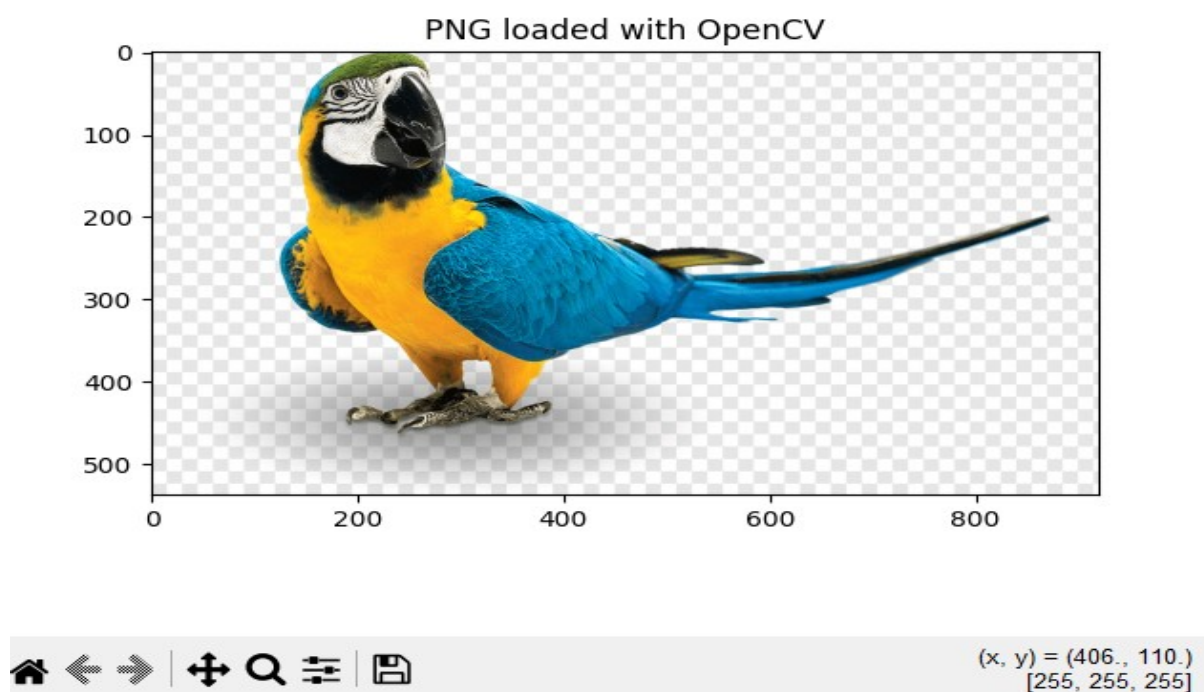 PNG loaded with OpenCV
0
100
200
300
400
500
0 200 400 600 800
(x, y) = (406., 110.)
[255, 255, 255]